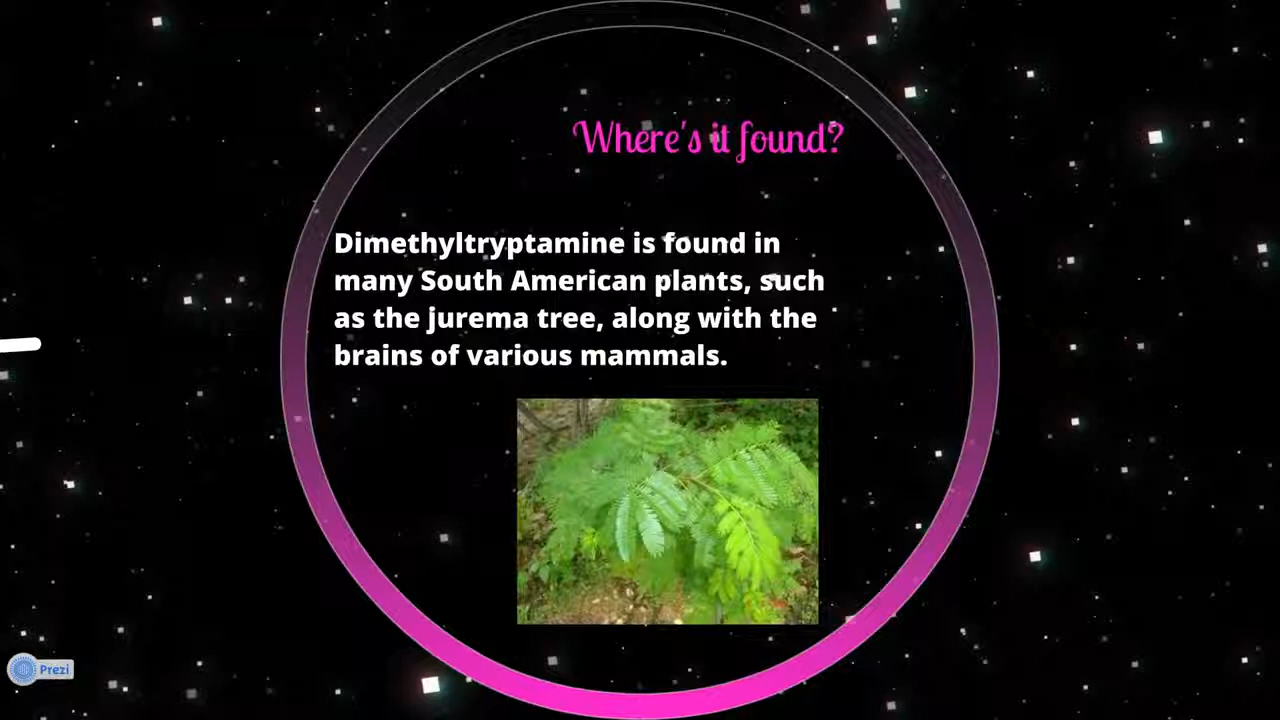 Where's it found?
Dimethyltryptamine is found in
many South American plants, such
as the jurema tree, along with the
brains of various mammals.
Prezi